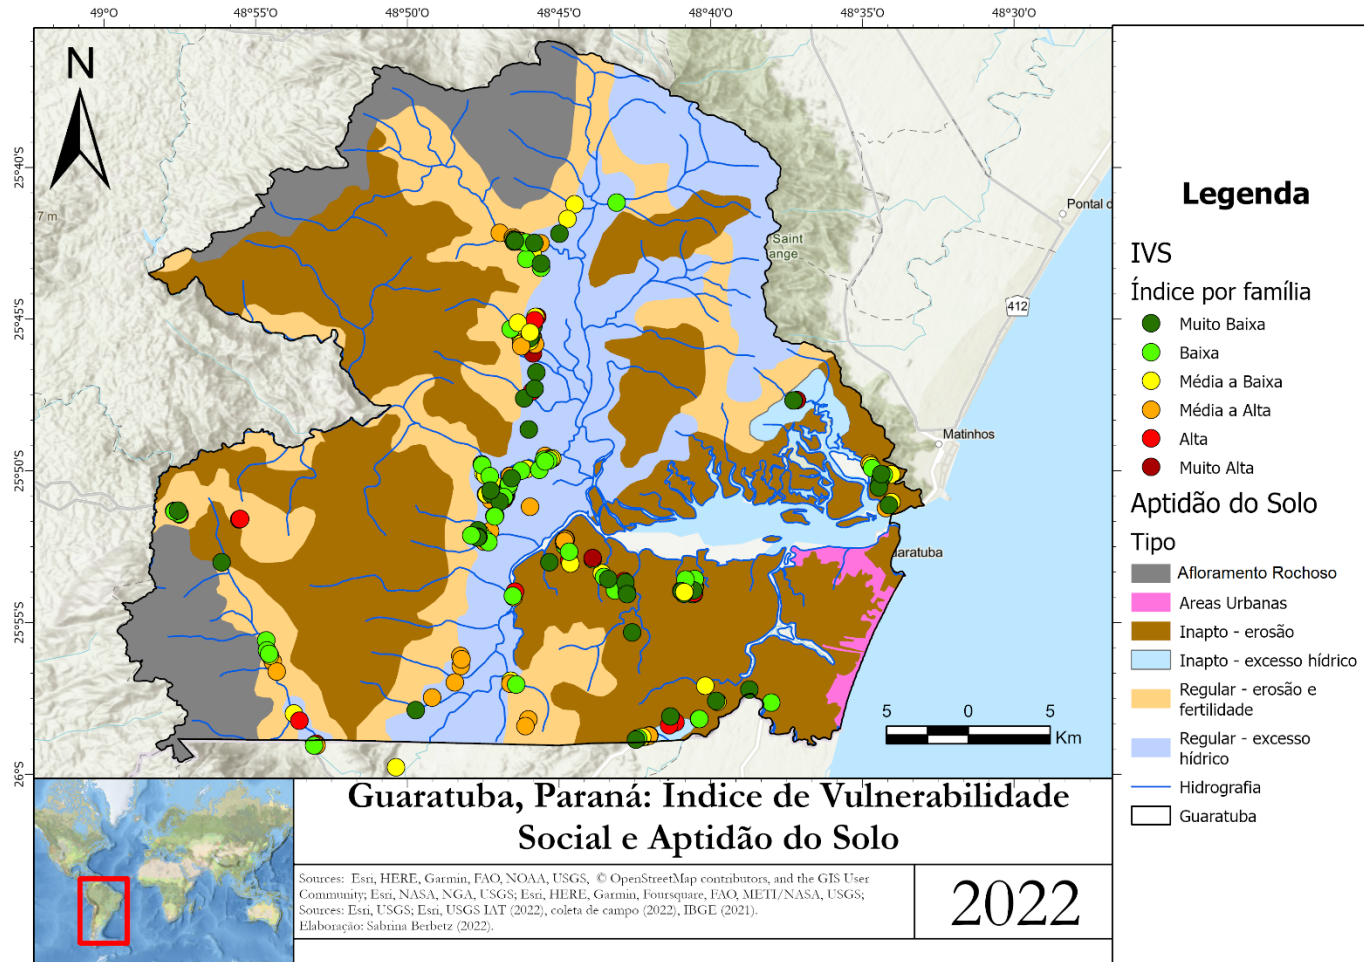 49°O
48°55'O
48°50'O
48°45'O
48°40'O
48°35'O
48°30'O
N
25°40'S
25°45'S
25°50'S
25°55'S
26°S
7 m
Saint
ange
Pontal d
412
Matinhos
aratuba
5
0
5
Km
Legenda
IVS
Índice por família
Muito Baixa
Baixa
Média a Baixa
Média a Alta
Alta
Muito Alta
Aptidão do Solo
Tipo
Afloramento Rochoso
Areas Urbanas
Inapto - erosão
Inapto - excesso hídrico
Regular - erosão e
fertilidade
Regular - excesso
hídrico
Hidrografia
Guaratuba
Guaratuba, Paraná: Indice de Vulnerabilidade
Social e Aptidão do Solo
Sources: Esri, HERE, Garmin, FAO, NOAA, USGS, © OpenStreetMap contributors, and the GIS User
Community; Esri, NASA, NGA, USGS; Esri, HERE, Garmin, Foursquare, FAO, METI/NASA, USGS;
Sources: Esri, USGS; Esri, USGS IAT (2022), coleta de campo (2022), IBGE (2021).
Elaboração: Sabrina Berbetz (2022).
2022